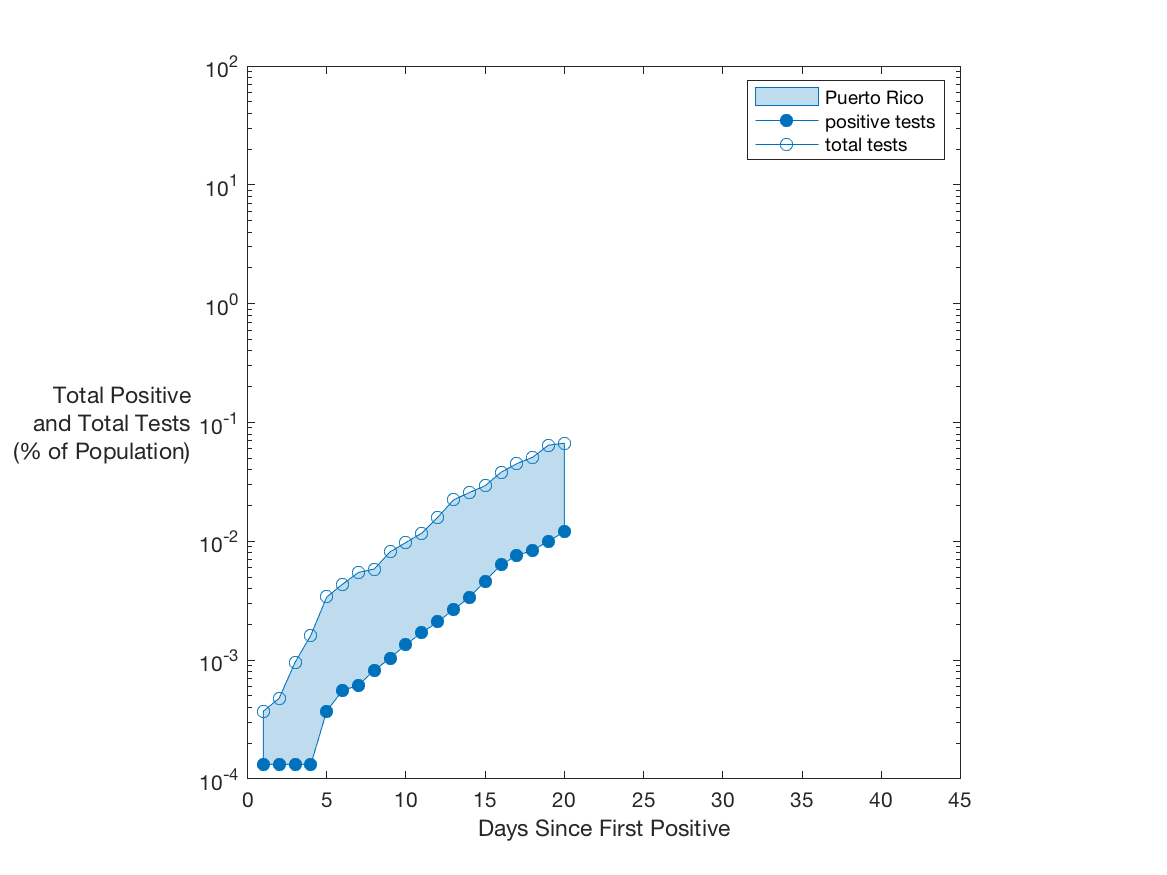 10^2
10^1
10^0
10^-1
10^-2
10^-3
10^-4
Total Positive
and Total Tests
(% of Population)
Puerto Rico
positive tests
total tests
0 5 10 15 20 25 30 35 40 45
Days Since First Positive